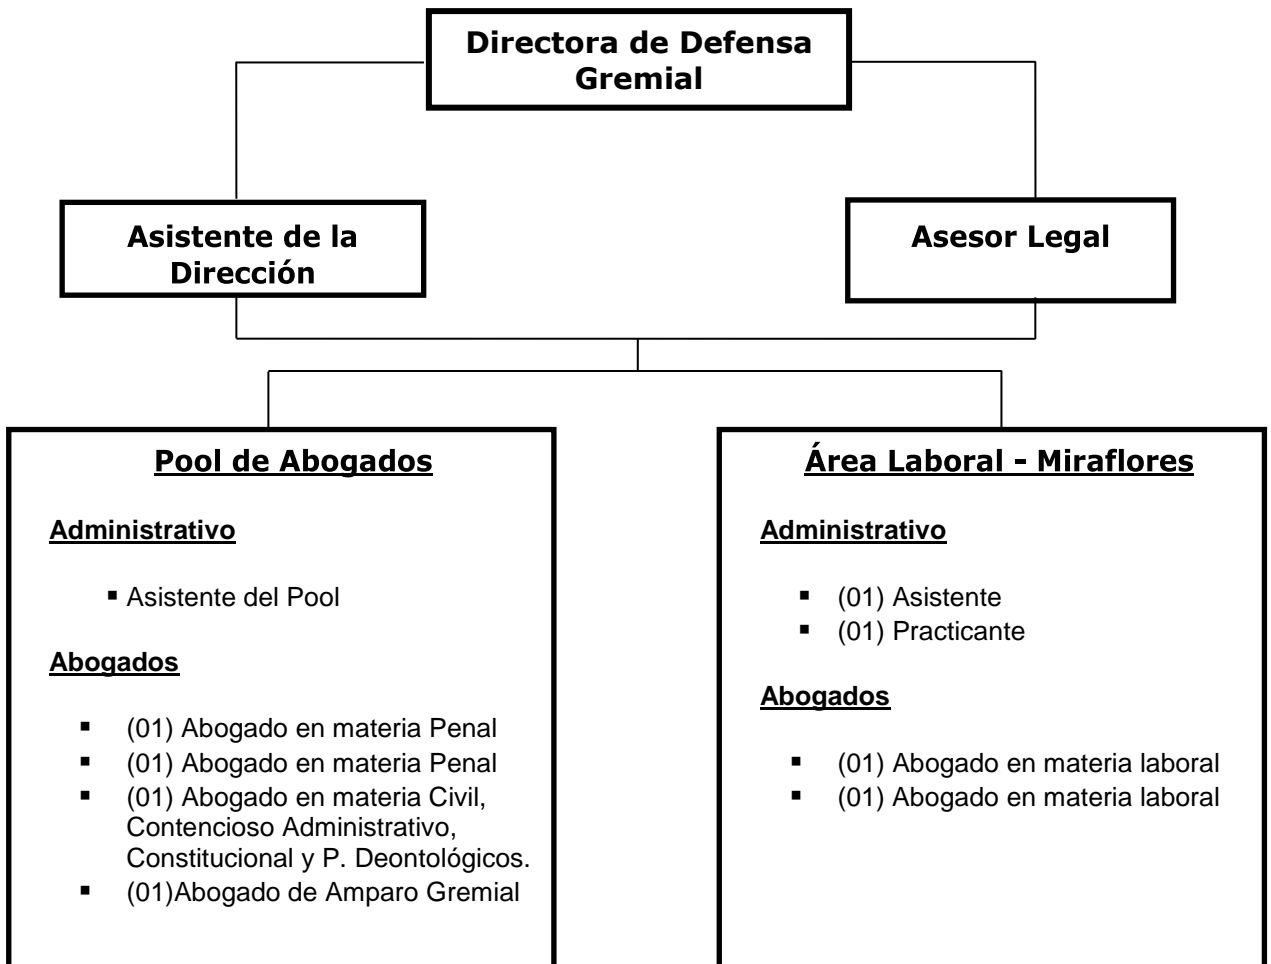 Directora de Defensa
Gremial
Asistente de la
Dirección
Asesor Legal
Pool de Abogados
Administrativo
▪ Asistente del Pool
Abogados
▪ (01) Abogado en materia Penal
▪ (01) Abogado en materia Penal
▪ (01) Abogado en materia Civil,
Contencioso Administrativo,
Constitucional y P. Deontológicos.
▪ (01)Abogado de Amparo Gremial
Área Laboral - Miraflores
Administrativo
▪ (01) Asistente
▪ (01) Practicante
Abogados
▪ (01) Abogado en materia laboral
▪ (01) Abogado en materia laboral